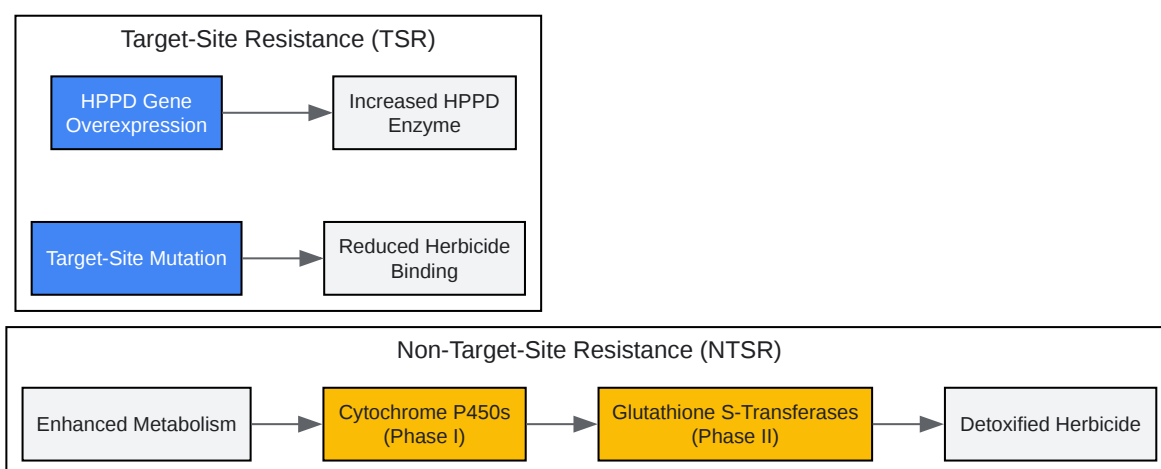 Target-Site Resistance (TSR)
HPPD Gene
Overexpression
Increased HPPD
Enzyme
Target-Site Mutation
Reduced Herbicide
Binding
Non-Target-Site Resistance (NTSR)
Enhanced Metabolism
Cytochrome P450s
(Phase I)
Glutathione S-Transferases
(Phase II)
Detoxified Herbicide